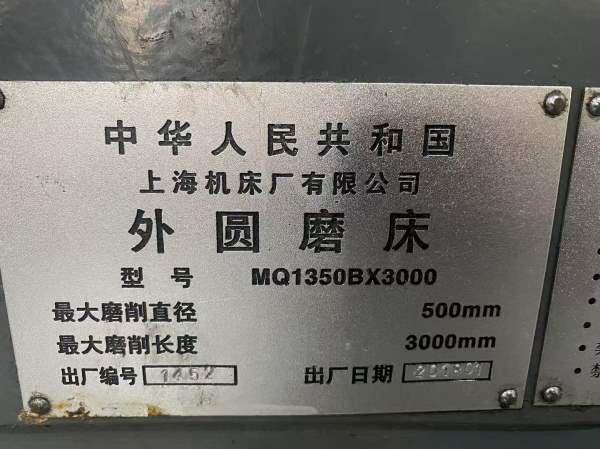 中华人民共和国
上海机床厂有限公司
外圆磨床
型号 MQ1350BX3000
最大磨削直径 500mm
最大磨削长度 3000mm
出厂编号 1452 出厂日期 201801